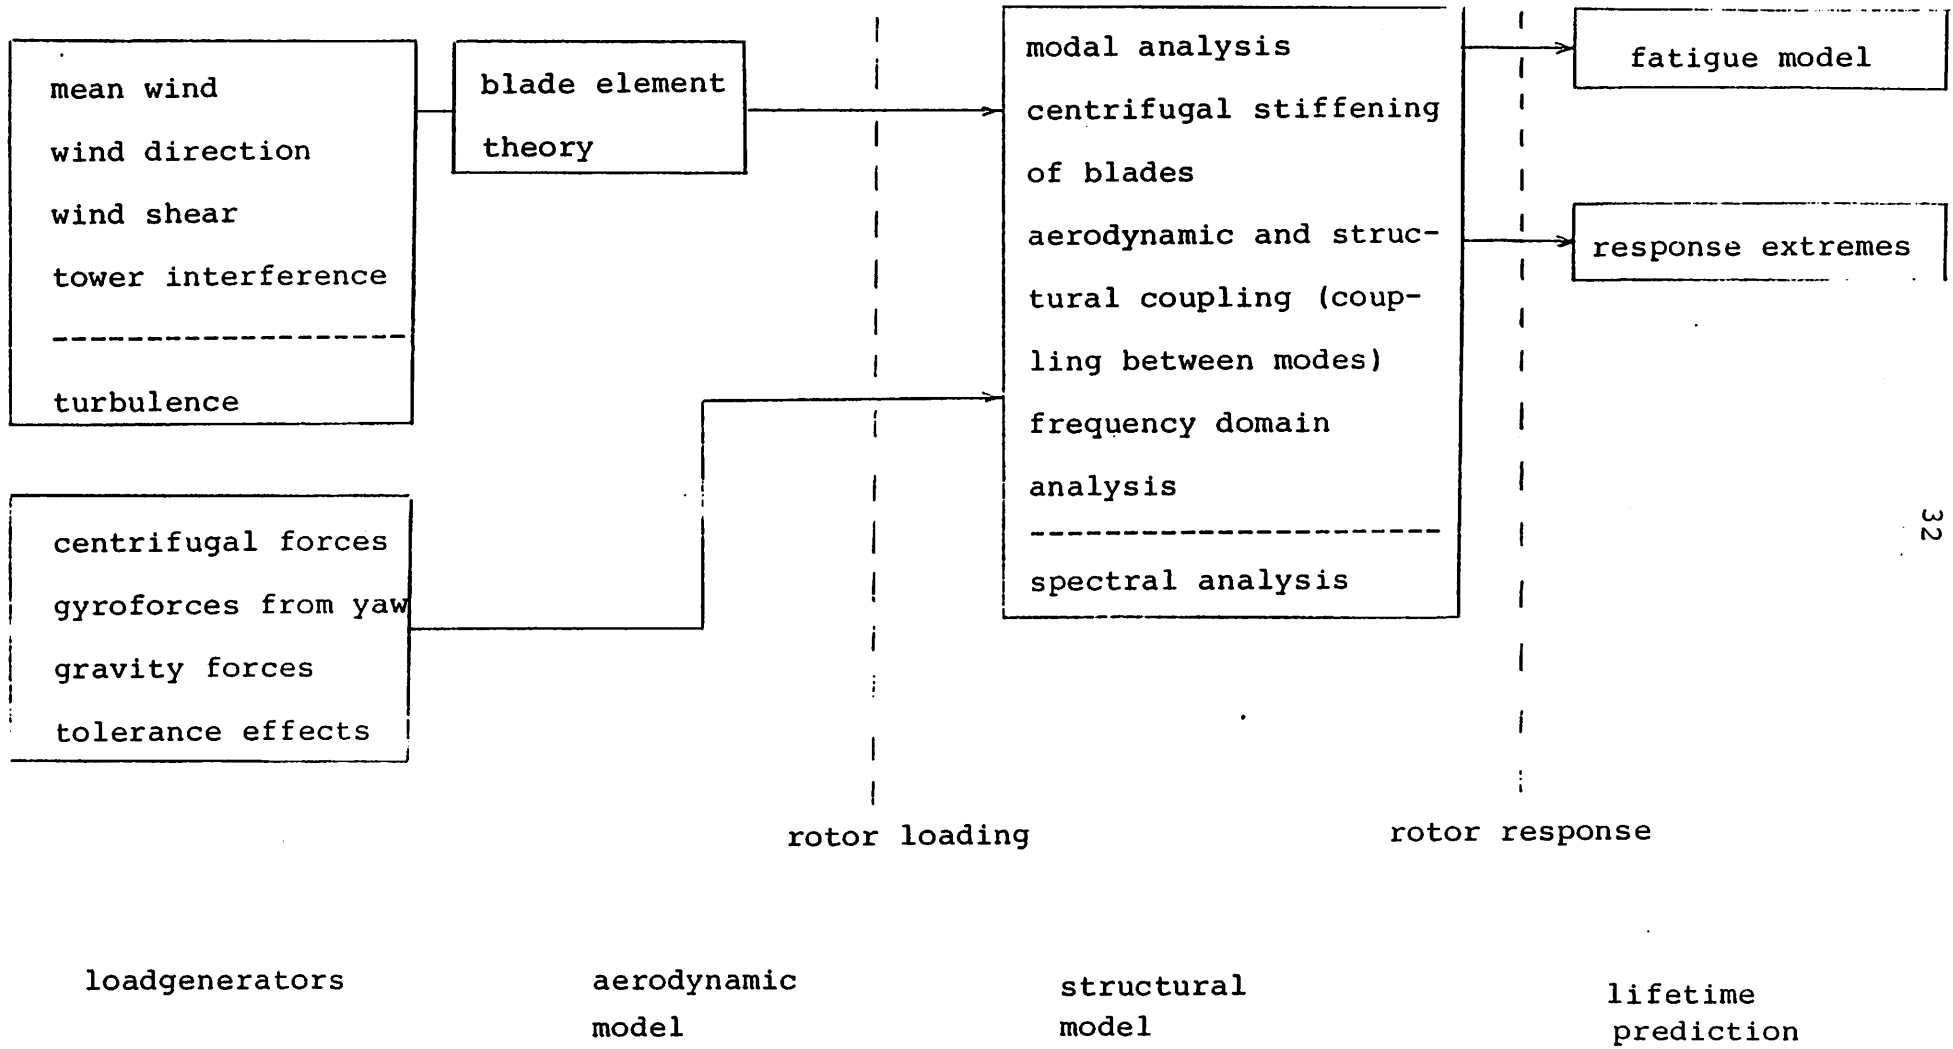 mean wind
wind direction
wind shear
tower interference
turbulence
blade element
theory
modal analysis
centrifugal stiffening
of blades
aerodynamic and struc-
tural coupling (coup-
ling between modes)
frequency domain
analysis
spectral analysis
fatigue model
response extremes
centrifugal forces
gyroforces from yaw
gravity forces
tolerance effects
32
rotor loading
rotor response
loadgenerators
aerodynamic
model
structural
model
lifetime
prediction